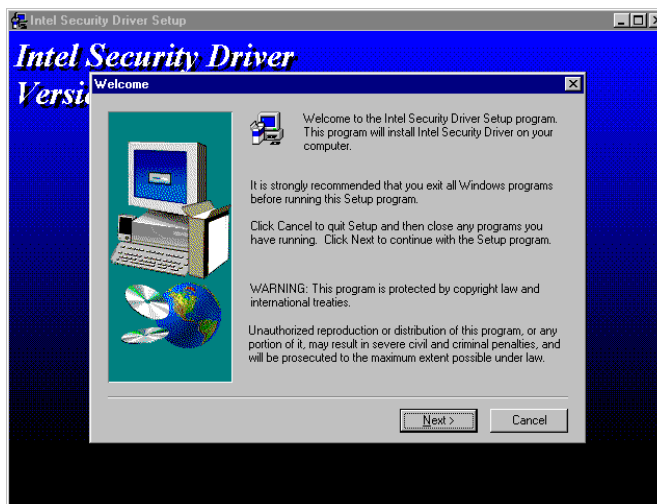 Intel Security Driver Setup
Intel Security Driver
Welcome
Welcome to the Intel Security Driver Setup program.
This program will install Intel Security Driver on your
computer.
It is strongly recommended that you exit all Windows programs
before running this Setup program.
Click Cancel to quit Setup and then close any programs you
have running. Click Next to continue with the Setup program.
WARNING: This program is protected by copyright law and
international treaties.
Unauthorized reproduction or distribution of this program, or any
portion of it, may result in severe civil and criminal penalties, and
will be prosecuted to the maximum extent possible under law.
Next >
Cancel